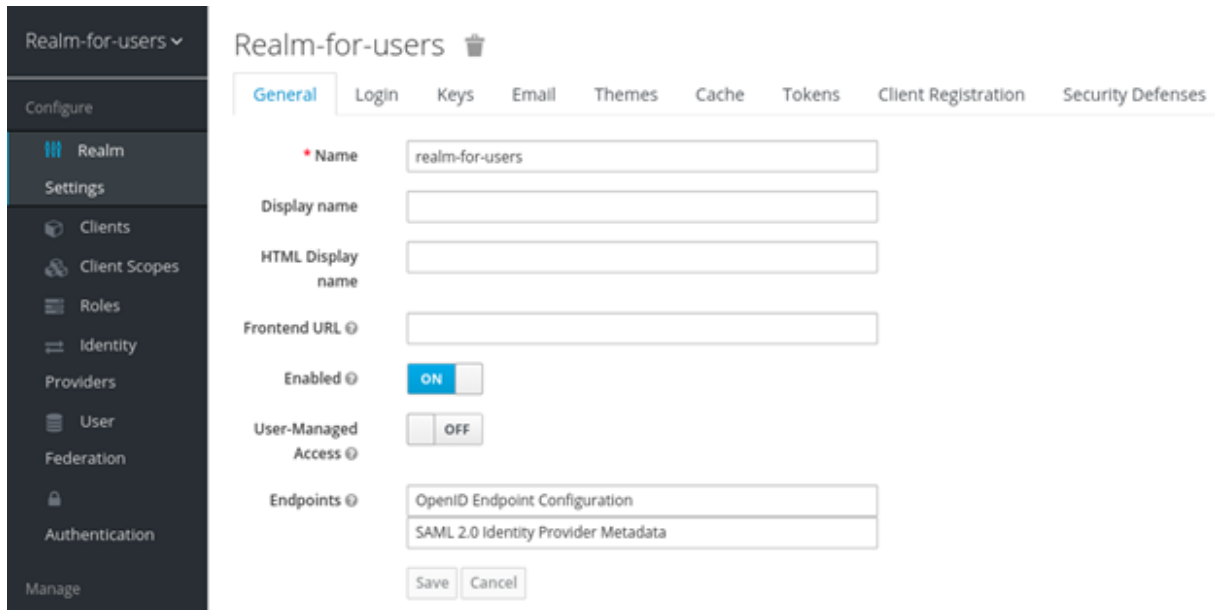 Realm-for-users
Configure
Realm
Settings
Clients
Client Scopes
Roles
Identity
Providers
User
Federation
Authentication
Manage
Realm-for-users
General Login Keys Email Themes Cache Tokens Client Registration Security Defenses
* Name realm-for-users
Display name
HTML Display
name
Frontend URL
Enabled ON
User-Managed
Access OFF
Endpoints OpenID Endpoint Configuration
SAML 2.0 Identity Provider Metadata
Save Cancel